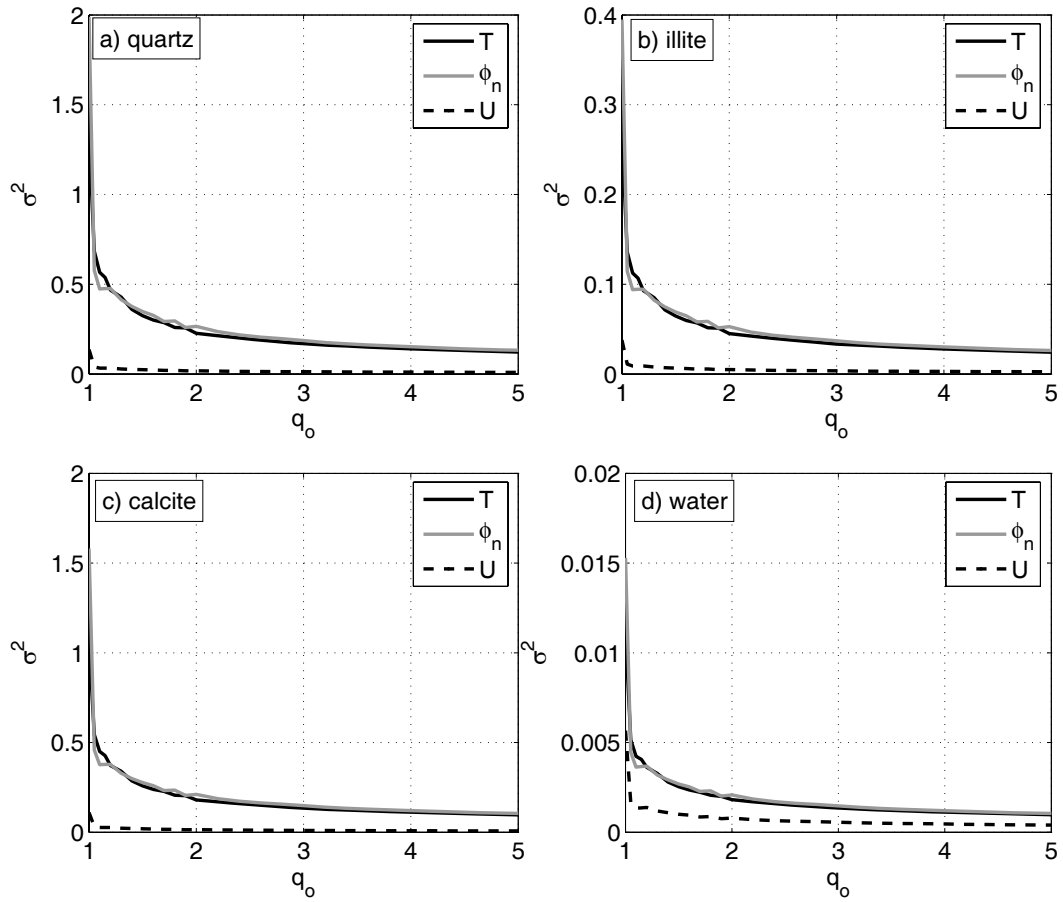 a) quartz
T
ϕn
U
2
1.5
1
0.5
0
σ²
1 2 3 4 5
qo
b) illite
T
ϕn
U
0.4
0.3
0.2
0.1
0
σ²
1 2 3 4 5
qo
c) calcite
T
ϕn
U
2
1.5
1
0.5
0
σ²
1 2 3 4 5
qo
d) water
T
ϕn
U
0.02
0.015
0.01
0.005
0
σ²
1 2 3 4 5
qo